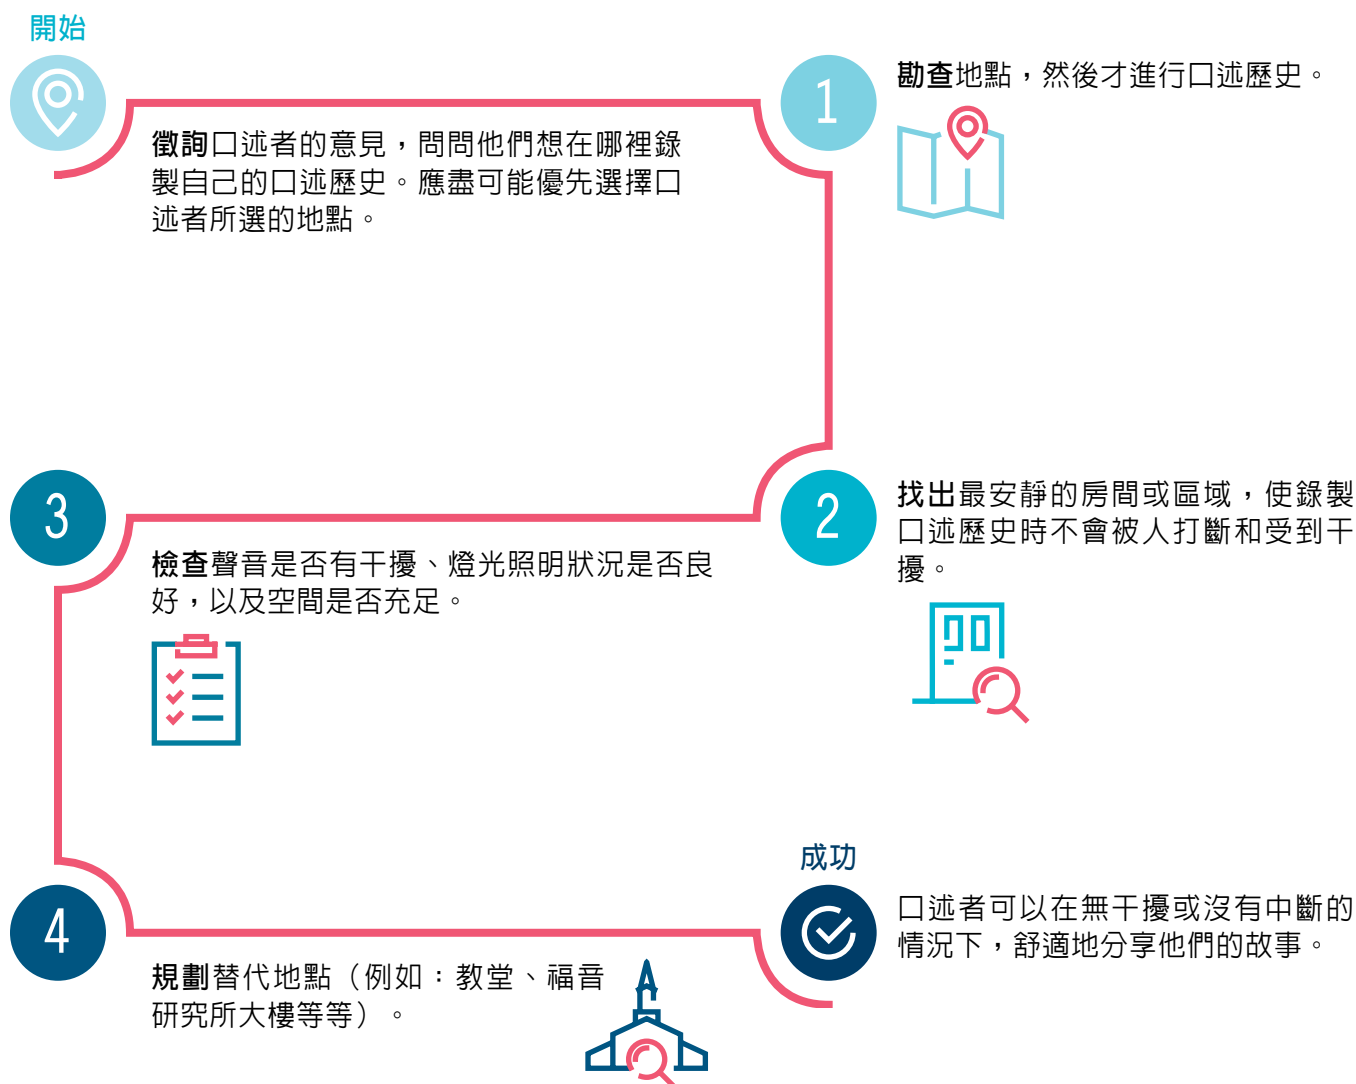 開始
徵詢口述者的意見，問問他們想在哪裡錄
製自己的口述歷史。應盡可能優先選擇口
述者所選的地點。
1
勘查地點，然後才進行口述歷史。
2
找出最安靜的房間或區域，使錄製
口述歷史時不會被人打斷和受到干
擾。
3
檢查聲音是否有干擾、燈光照明狀況是否良
好，以及空間是否充足。
4
規劃替代地點（例如：教堂、福音
研究所大樓等等）。
成功
口述者可以在無干擾或沒有中斷的
情況下，舒適地分享他們的故事。